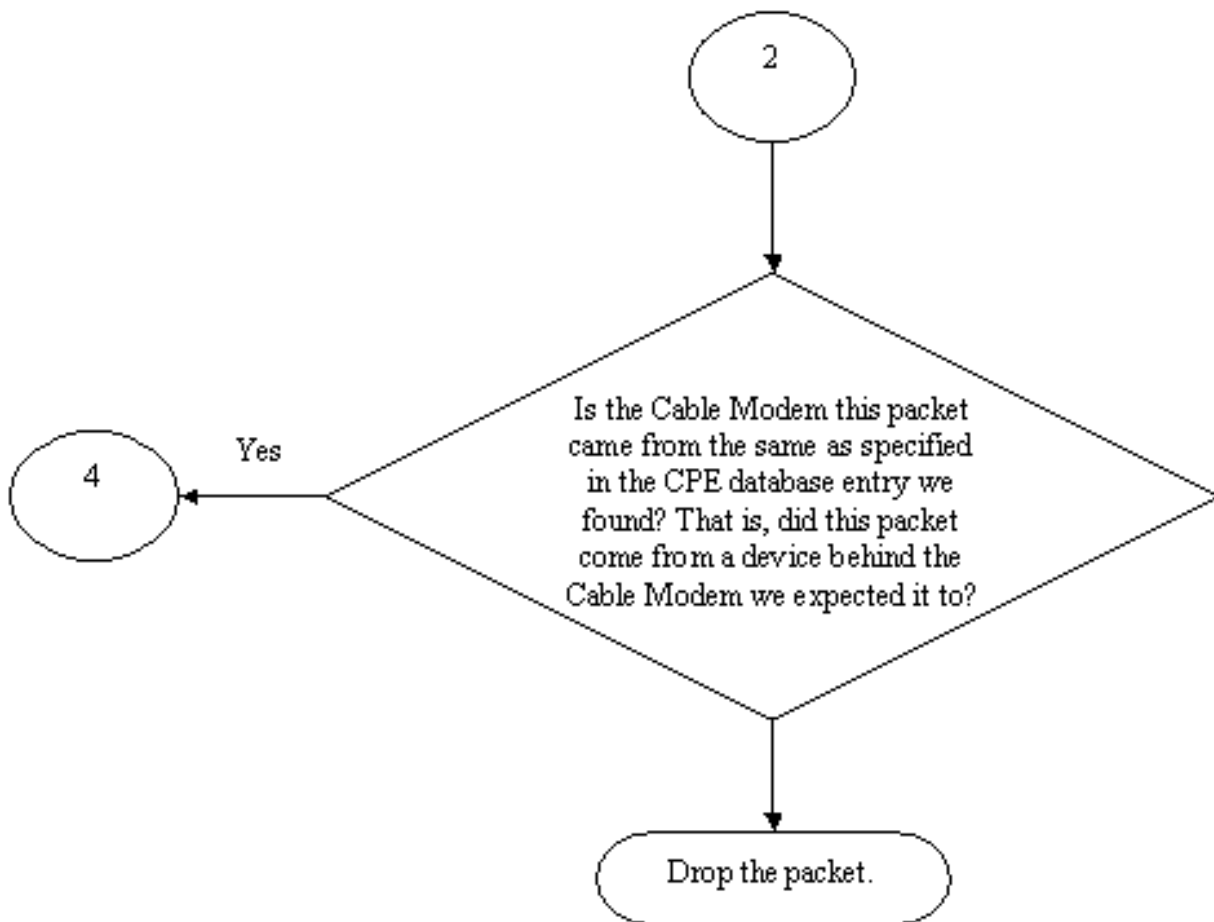 2
Is the Cable Modem this packet
came from the same as specified
in the CPE database entry we
found? That is, did this packet
come from a device behind the
Cable Modem we expected it to?
Yes
4
Drop the packet.